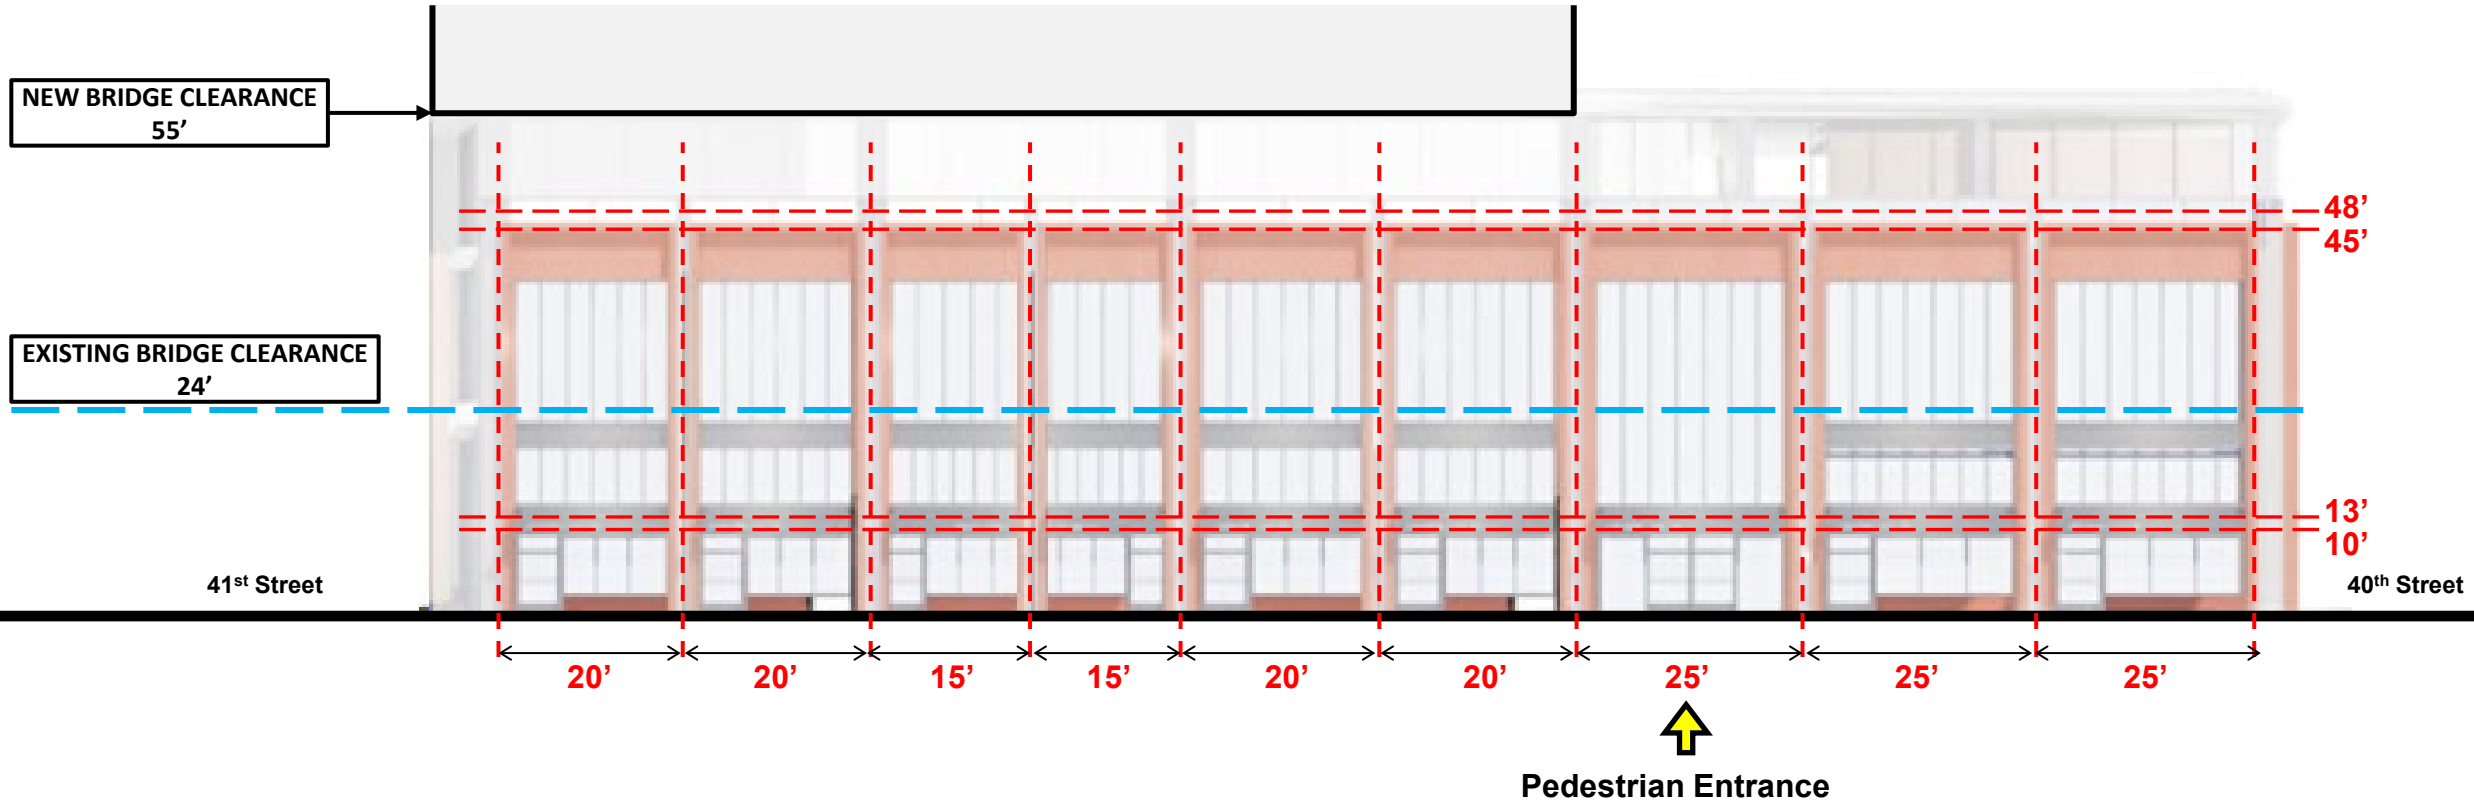 NEW BRIDGE CLEARANCE
55’
48’
45’
EXISTING BRIDGE CLEARANCE
24’
13’
10’
41st Street
40th Street
20’ 20’ 15’ 15’ 20’ 20’ 25’ 25’ 25’
Pedestrian Entrance